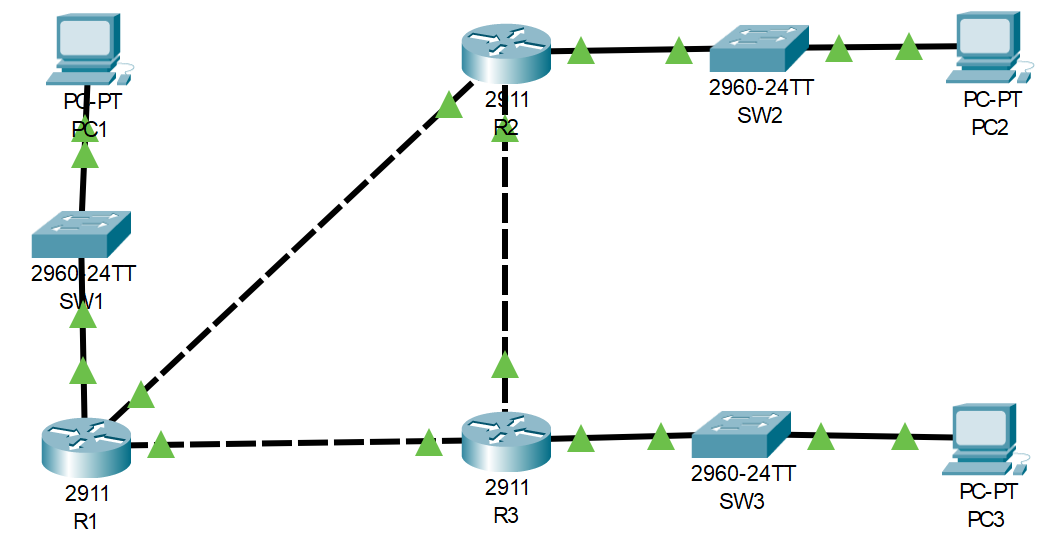 PC-PT
PC1
2911
R2
2960-24TT
SW2
PC-PT
PC2
2960-24TT
SW1
2911
R1
2911
R3
2960-24TT
SW3
PC-PT
PC3